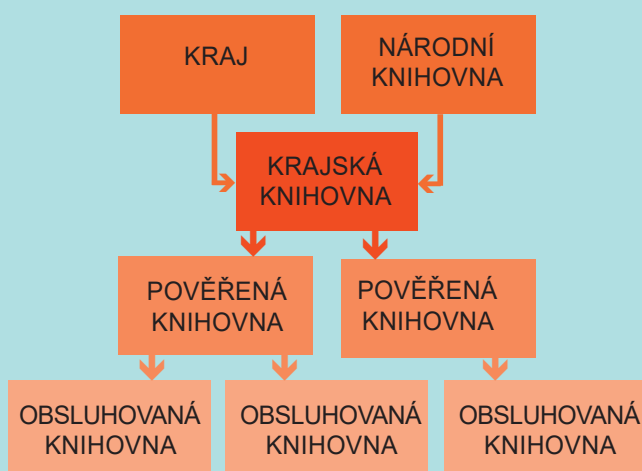 KRAJ
NÁRODNÍ
KNIHOVNA
KRAJSKÁ
KNIHOVNA
POVĚŘENÁ
KNIHOVNA
POVĚŘENÁ
KNIHOVNA
OBSLUHOVANÁ
KNIHOVNA
OBSLUHOVANÁ
KNIHOVNA
OBSLUHOVANÁ
KNIHOVNA